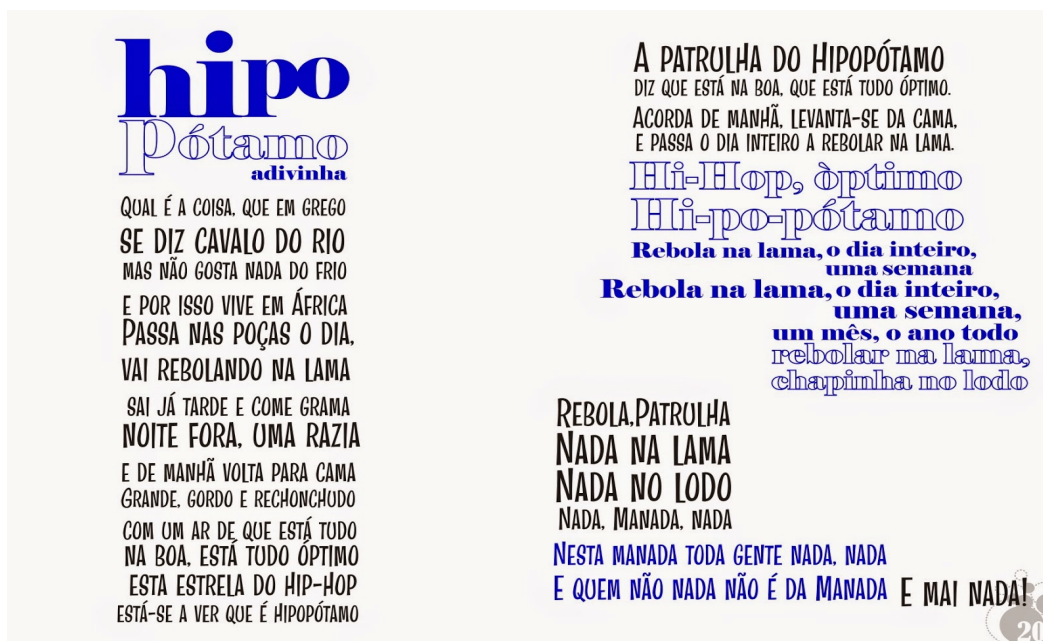 hipo
Pótamo
adivinha
QUAL É A COISA, QUE EM GREGO
SE DIZ CAVALO DO RIO
MAS NÃO GOSTA NADA DO FRIO
E POR ISSO VIVE EM ÁFRICA
PASSA NAS POÇAS O DIA,
VAI REBOLANDO NA LAMA
SAI JÁ TARDE E COME GRAMA
NOITE FORA, UMA RAZIA
E DE MANHÃ VOLTA PARA CAMA
GRANDE, GORDO E RECHONCHUDO
COM UM AR DE QUE ESTÁ TUDO
NA BOA, ESTÁ TUDO ÓPTIMO
ESTA ESTRELA DO HIP-HOP
ESTÁ-SE A VER QUE É HIPOPÓTAMO
A PATRULHA DO HIPOPÓTAMO
DIZ QUE ESTÁ NA BOA, QUE ESTÁ TUDO ÓPTIMO.
ACORDA DE MANHÃ, LEVANTA-SE DA CAMA,
E PASSA O DIA INTEIRO A REBOLAR NA LAMA.
Hi-Hop, òptimo
Hi-po-pótamo
Rebola na lama, o dia inteiro,
uma semana
Rebola na lama, o dia inteiro,
uma semana,
um mês, o ano todo
rebolar na lama,
chapinha no lodo
REBOLA,PATRULHA
NADA NA LAMA
NADA NO LODO
NADA, MANADA, NADA
NESTA MANADA TODA GENTE NADA, NADA
E QUEM NÃO NADA NÃO É DA MANADA E MAI NADA!
20